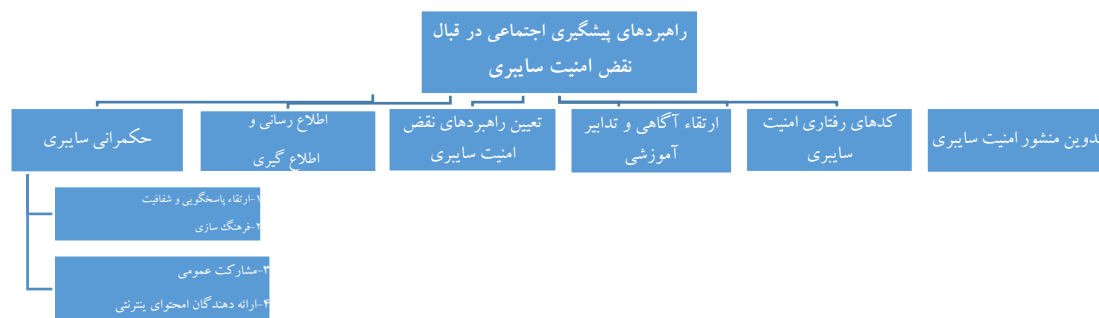 راهبردهای پیشگیری اجتماعی در قبال
نقض امنیت سایبری
تدوین منشور امنیت سایبری
کدهای رفتاری امنیت
سایبری
ارتقاء آگاهی و تدابیر
آموزشی
تعیین راهبردهای نقض
امنیت سایبری
اطلاع رسانی و
اطلاع گیری
حکمرانی سایبری
۱-ارتقاء پاسخگویی و شفافیت
۲-فرهنگ سازی
۳-مشارکت عمومی
۴-ارائه دهندگان امحتوای ینترنتی